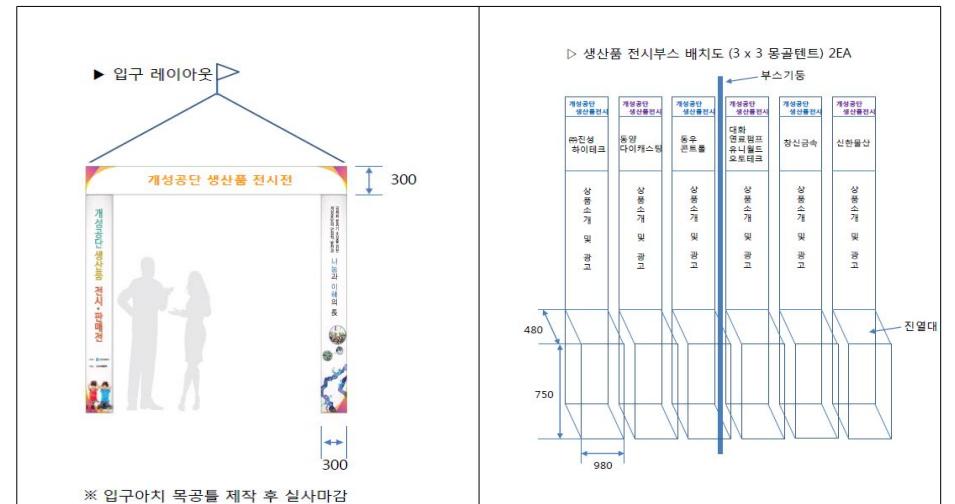 ▶ 입구 레이아웃
개성공단 생산품 전시전
300
개성공단 생산품 전시·판매전
나눔과 이해의 長
300
※ 입구아치 목공틀 제작 후 실사마감
▷ 생산품 전시부스 배치도 (3 x 3 몽골텐트) 2EA
부스기둥
개성공단
생산품전시
㈜진성
하이테크
상품소개 및 광고
개성공단
생산품전시
동양
다이캐스팅
상품소개 및 광고
개성공단
생산품전시
동우
콘트롤
상품소개 및 광고
개성공단
생산품전시
대화
연료펌프
유니월드
오토테크
상품소개 및 광고
개성공단
생산품전시
창신금속
상품소개 및 광고
개성공단
생산품전시
신한물산
상품소개 및 광고
480
진열대
750
980